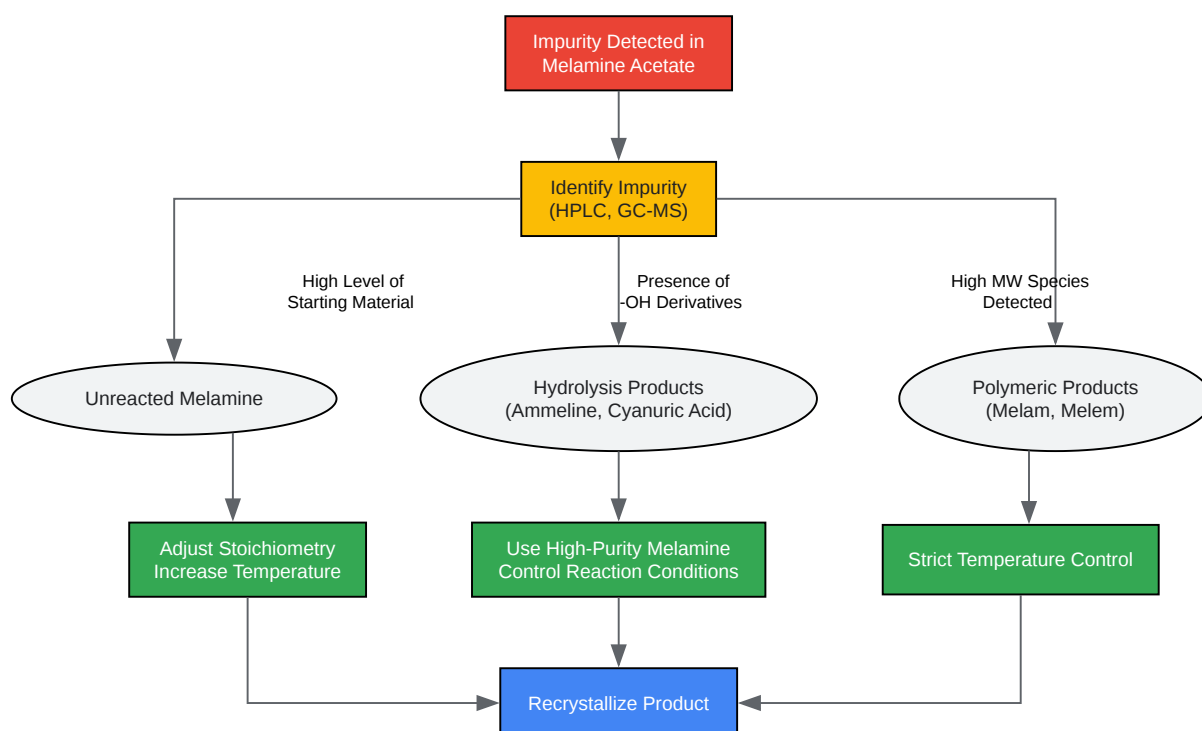 Impurity Detected in
Melamine Acetate
Identify Impurity
(HPLC, GC-MS)
High Level of
Starting Material
Presence of
-OH Derivatives
High MW Species
Detected
Unreacted Melamine
Hydrolysis Products
(Ammeline, Cyanuric Acid)
Polymeric Products
(Melam, Melem)
Adjust Stoichiometry
Increase Temperature
Use High-Purity Melamine
Control Reaction Conditions
Strict Temperature Control
Recrystallize Product